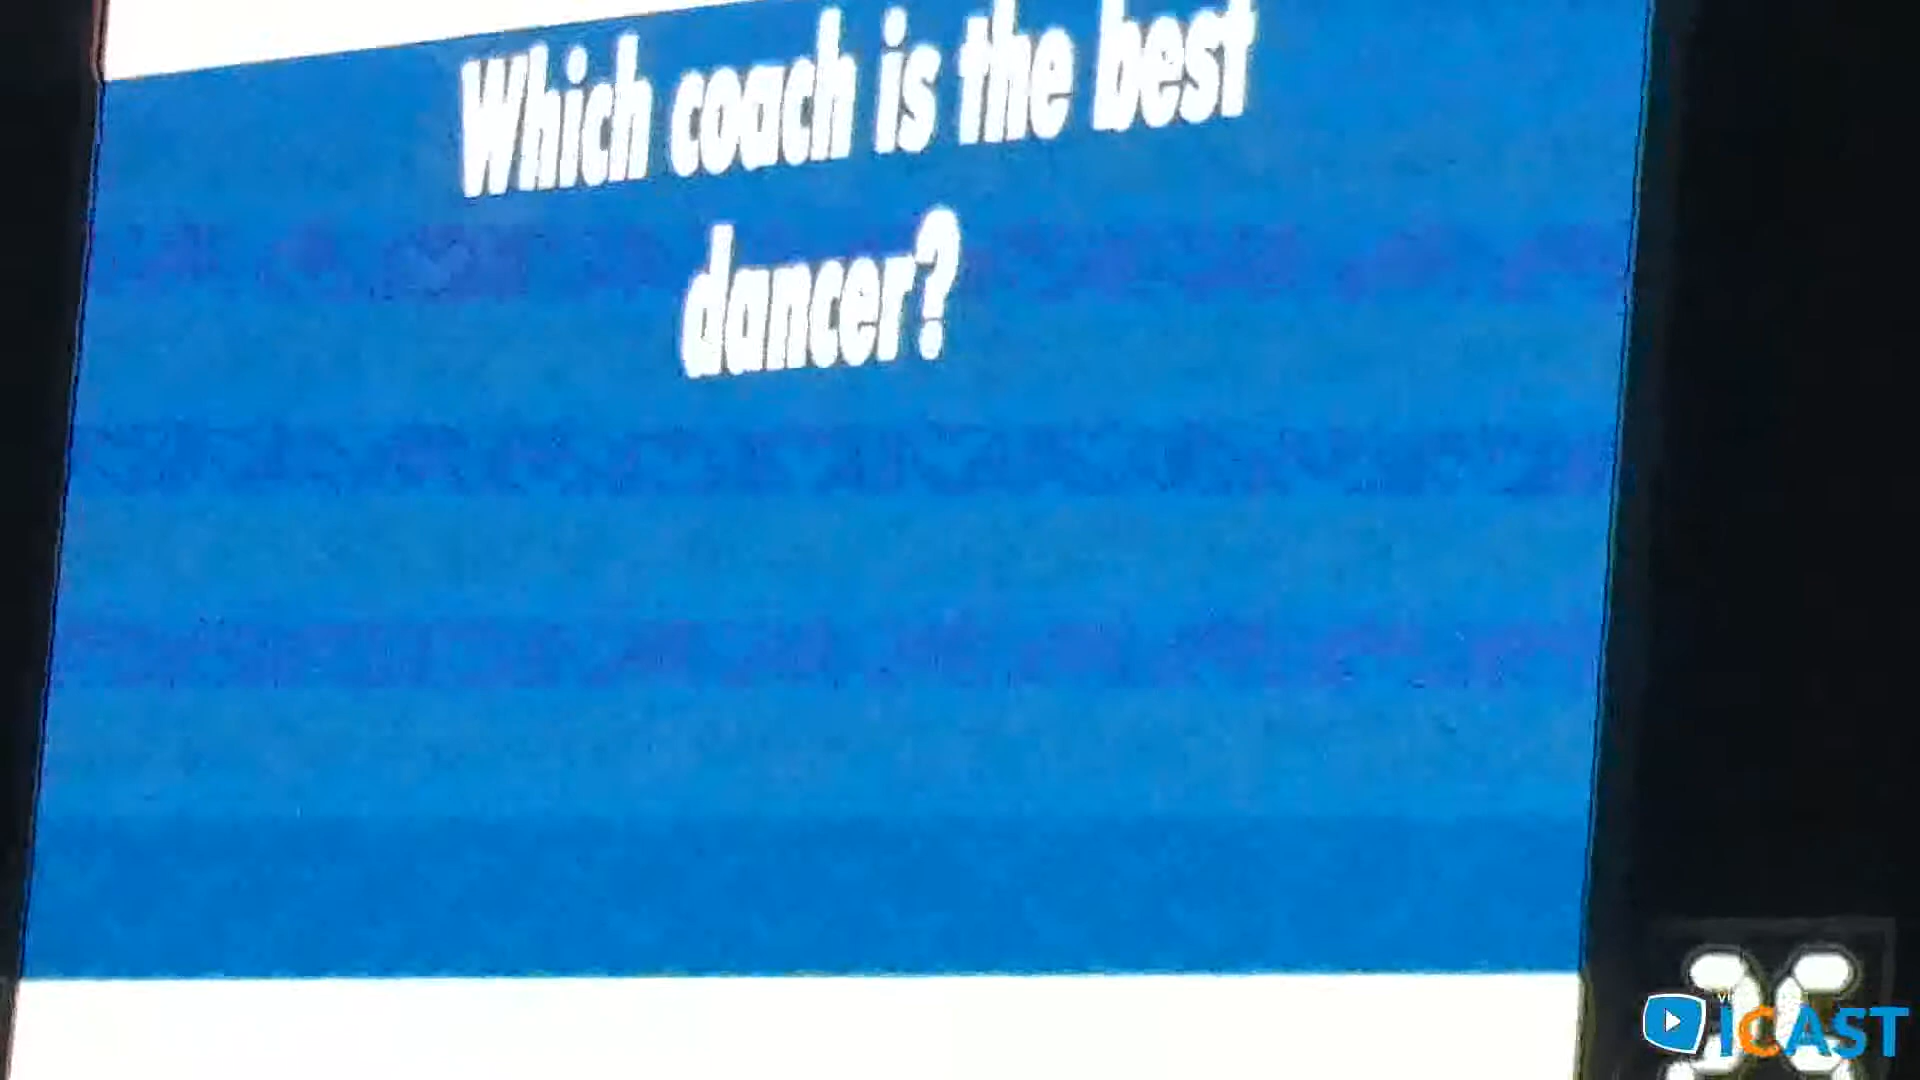 Which coach is the best
dancer?
ICAST